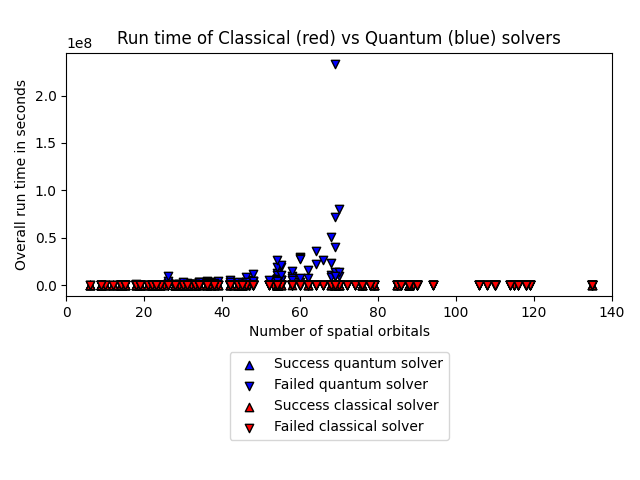 Run time of Classical (red) vs Quantum (blue) solvers
1e8
Overall run time in seconds
2.0
1.5
1.0
0.5
0.0
0 20 40 60 80 100 120 140
Number of spatial orbitals
Success quantum solver
Failed quantum solver
Success classical solver
Failed classical solver